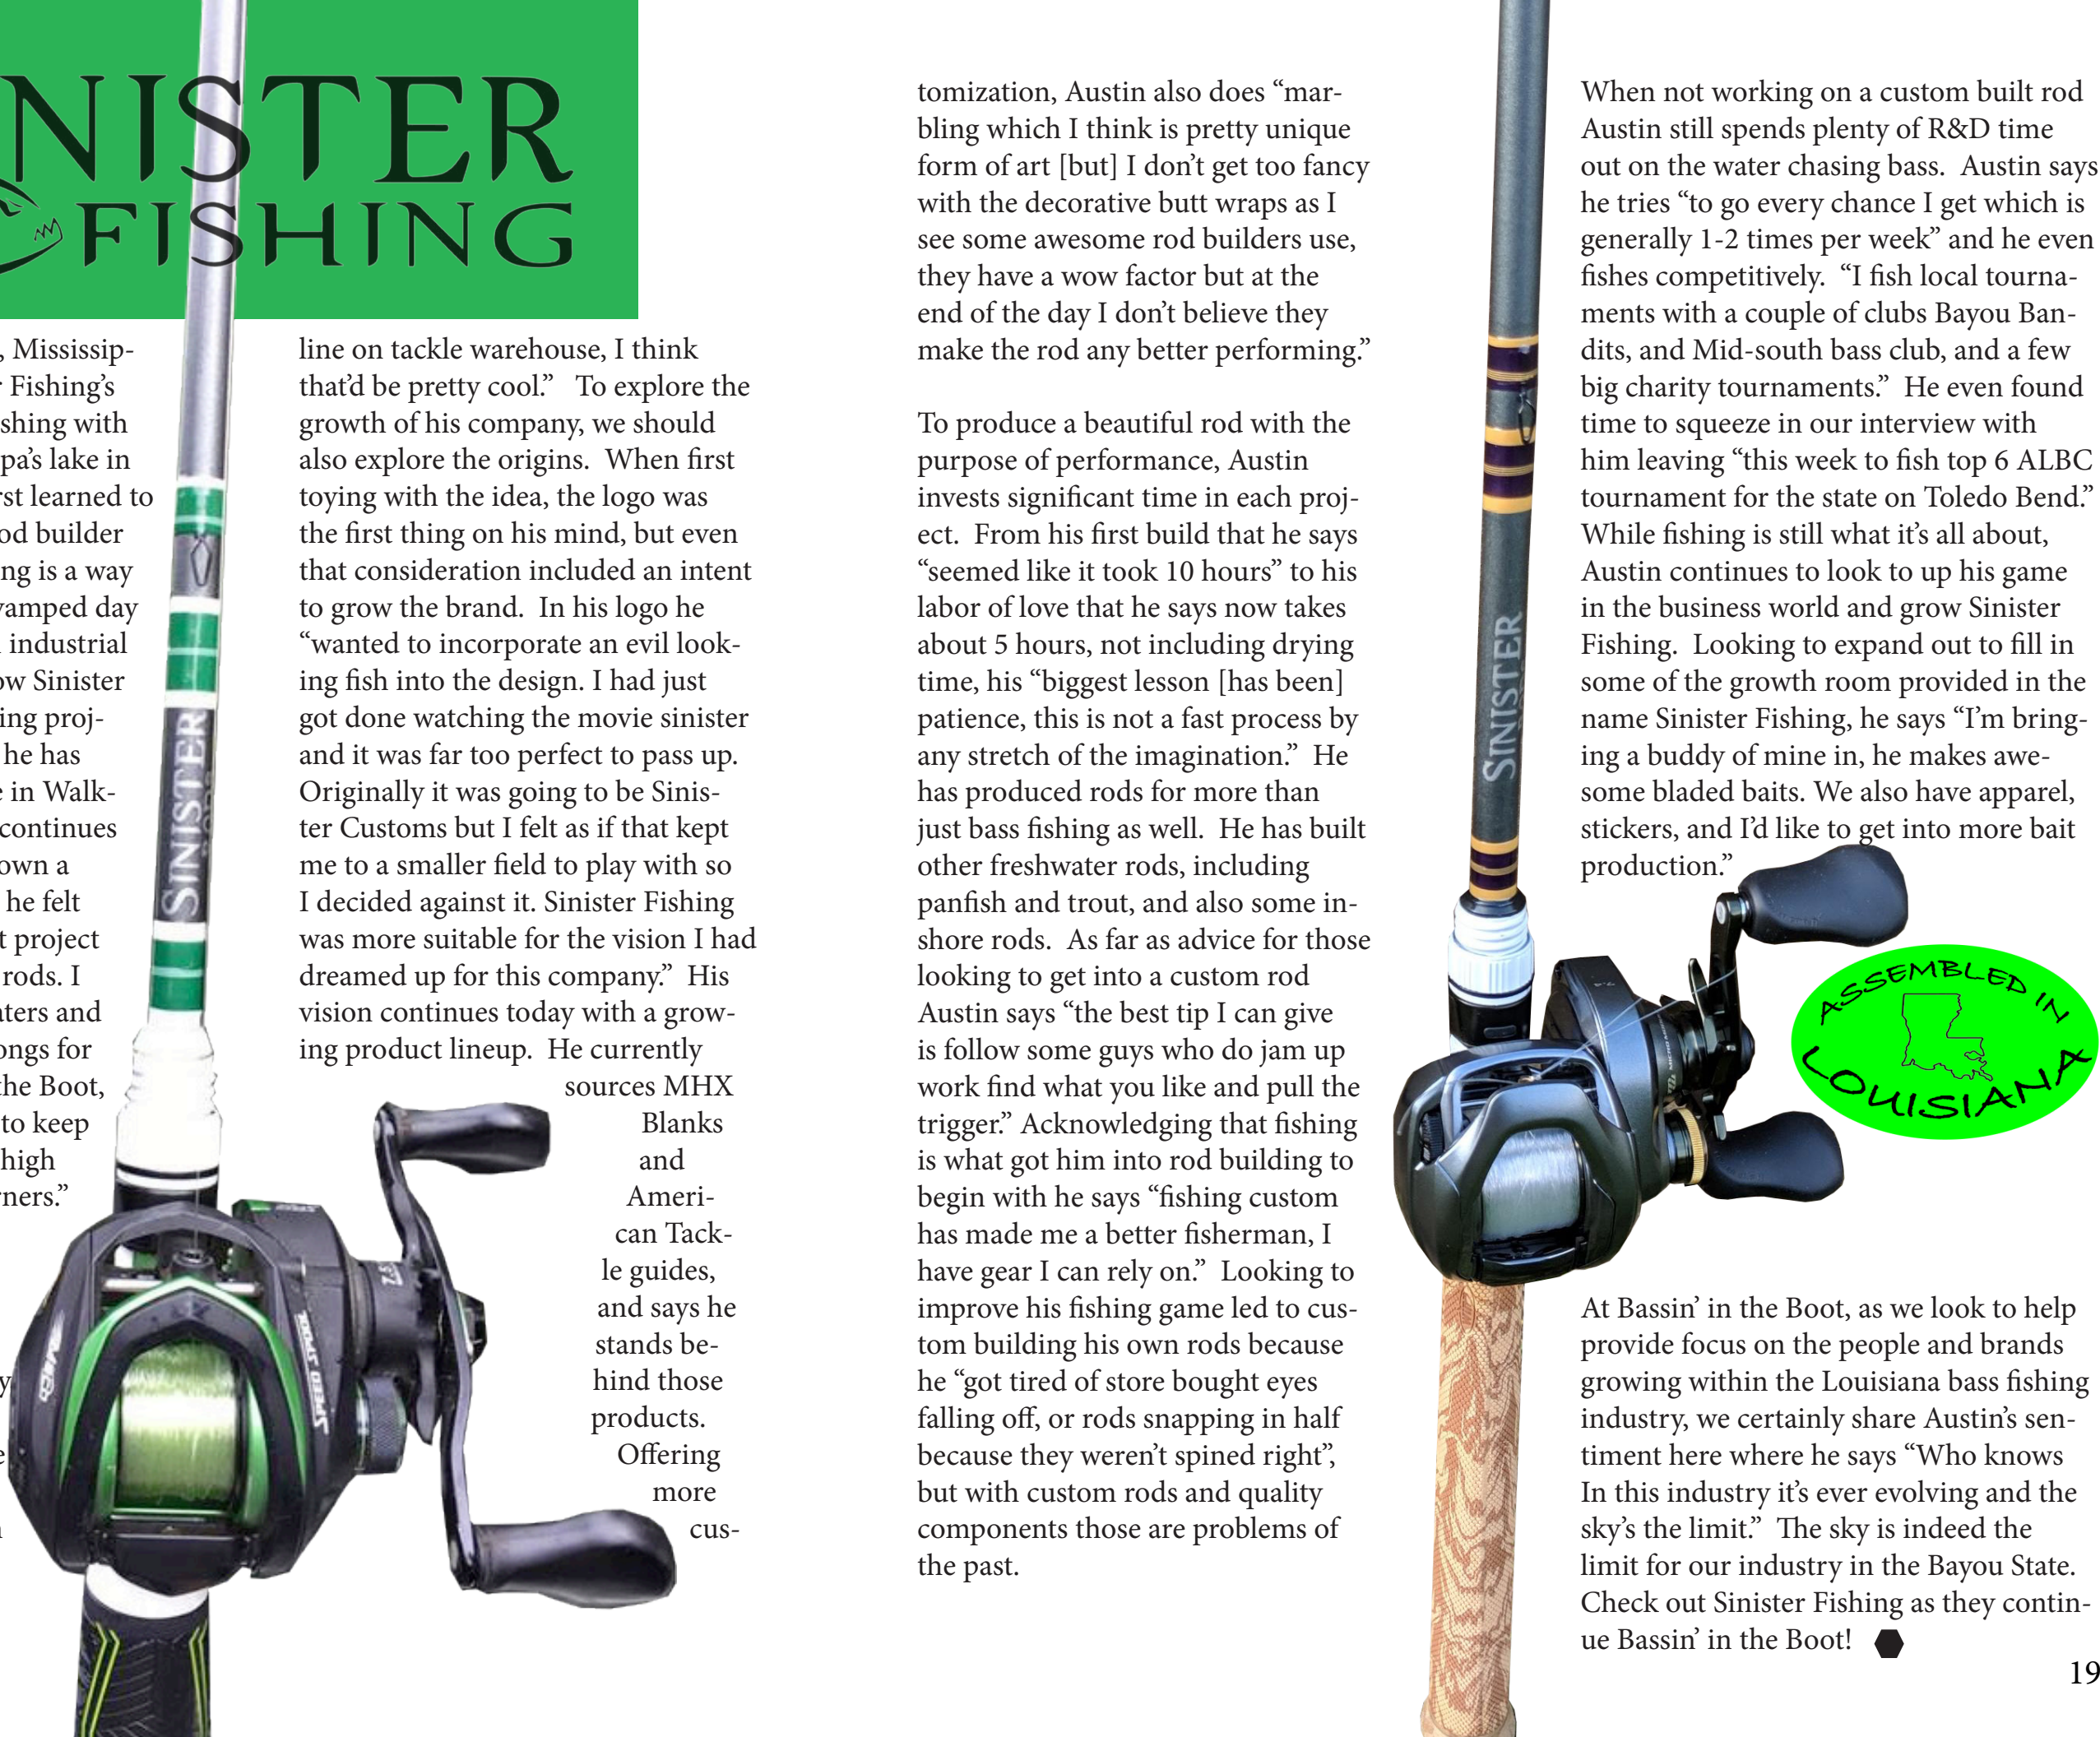 NISTER
FISHING
, Mississip-
r Fishing's
shing with
pa's lake in
rst learned to
od builder
ng is a way
vamped day
industrial
ow Sinister
ing proj-
he has
e in Walk-
continues
own a
he felt
t project
rods. I
aters and
ongs for
the Boot,
to keep
high
rners.”
y
e
line on tackle warehouse, I think
that'd be pretty cool.”  To explore the
growth of his company, we should
also explore the origins.  When first
toying with the idea, the logo was
the first thing on his mind, but even
that consideration included an intent
to grow the brand.  In his logo he
“wanted to incorporate an evil look-
ing fish into the design. I had just
got done watching the movie sinister
and it was far too perfect to pass up.
Originally it was going to be Sinis-
ter Customs but I felt as if that kept
me to a smaller field to play with so
I decided against it. Sinister Fishing
was more suitable for the vision I had
dreamed up for this company.”  His
vision continues today with a grow-
ing product lineup.  He currently
sources MHX
Blanks
and
Ameri-
can Tack-
le guides,
and says he
stands be-
hind those
products.
Offering
more
cus-
SINISTER
7.5
SPEED SPOOL
tomization, Austin also does “mar-
bling which I think is pretty unique
form of art [but] I don't get too fancy
with the decorative butt wraps as I
see some awesome rod builders use,
they have a wow factor but at the
end of the day I don't believe they
make the rod any better performing.”
To produce a beautiful rod with the
purpose of performance, Austin
invests significant time in each proj-
ect.  From his first build that he says
“seemed like it took 10 hours” to his
labor of love that he says now takes
about 5 hours, not including drying
time, his “biggest lesson [has been]
patience, this is not a fast process by
any stretch of the imagination.”  He
has produced rods for more than
just bass fishing as well.  He has built
other freshwater rods, including
panfish and trout, and also some in-
shore rods.  As far as advice for those
looking to get into a custom rod
Austin says “the best tip I can give
is follow some guys who do jam up
work find what you like and pull the
trigger.” Acknowledging that fishing
is what got him into rod building to
begin with he says “fishing custom
has made me a better fisherman, I
have gear I can rely on.”  Looking to
improve his fishing game led to cus-
tom building his own rods because
he “got tired of store bought eyes
falling off, or rods snapping in half
because they weren't spined right”,
but with custom rods and quality
components those are problems of
the past.
SINISTER
7.4
When not working on a custom built rod
Austin still spends plenty of R&D time
out on the water chasing bass.  Austin says
he tries “to go every chance I get which is
generally 1-2 times per week” and he even
fishes competitively.  “I fish local tourna-
ments with a couple of clubs Bayou Ban-
dits, and Mid-south bass club, and a few
big charity tournaments.”  He even found
time to squeeze in our interview with
him leaving “this week to fish top 6 ALBC
tournament for the state on Toledo Bend.”
While fishing is still what it's all about,
Austin continues to look to up his game
in the business world and grow Sinister
Fishing.  Looking to expand out to fill in
some of the growth room provided in the
name Sinister Fishing, he says “I'm bring-
ing a buddy of mine in, he makes awe-
some bladed baits. We also have apparel,
stickers, and I'd like to get into more bait
production.”
ASSEMBLED IN
LOUISIANA
At Bassin' in the Boot, as we look to help
provide focus on the people and brands
growing within the Louisiana bass fishing
industry, we certainly share Austin's sen-
timent here where he says “Who knows
In this industry it's ever evolving and the
sky's the limit.”  The sky is indeed the
limit for our industry in the Bayou State.
Check out Sinister Fishing as they contin-
ue Bassin' in the Boot!
19